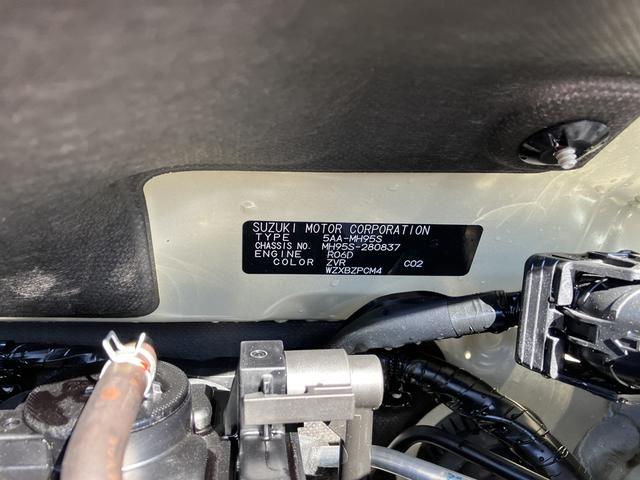 SUZUKI MOTOR CORPORATION
TYPE 5AA-MH95S
CHASSIS NO. MH95S-280837
ENGINE R06D
COLOR ZVR C02
WZXBZPCM4